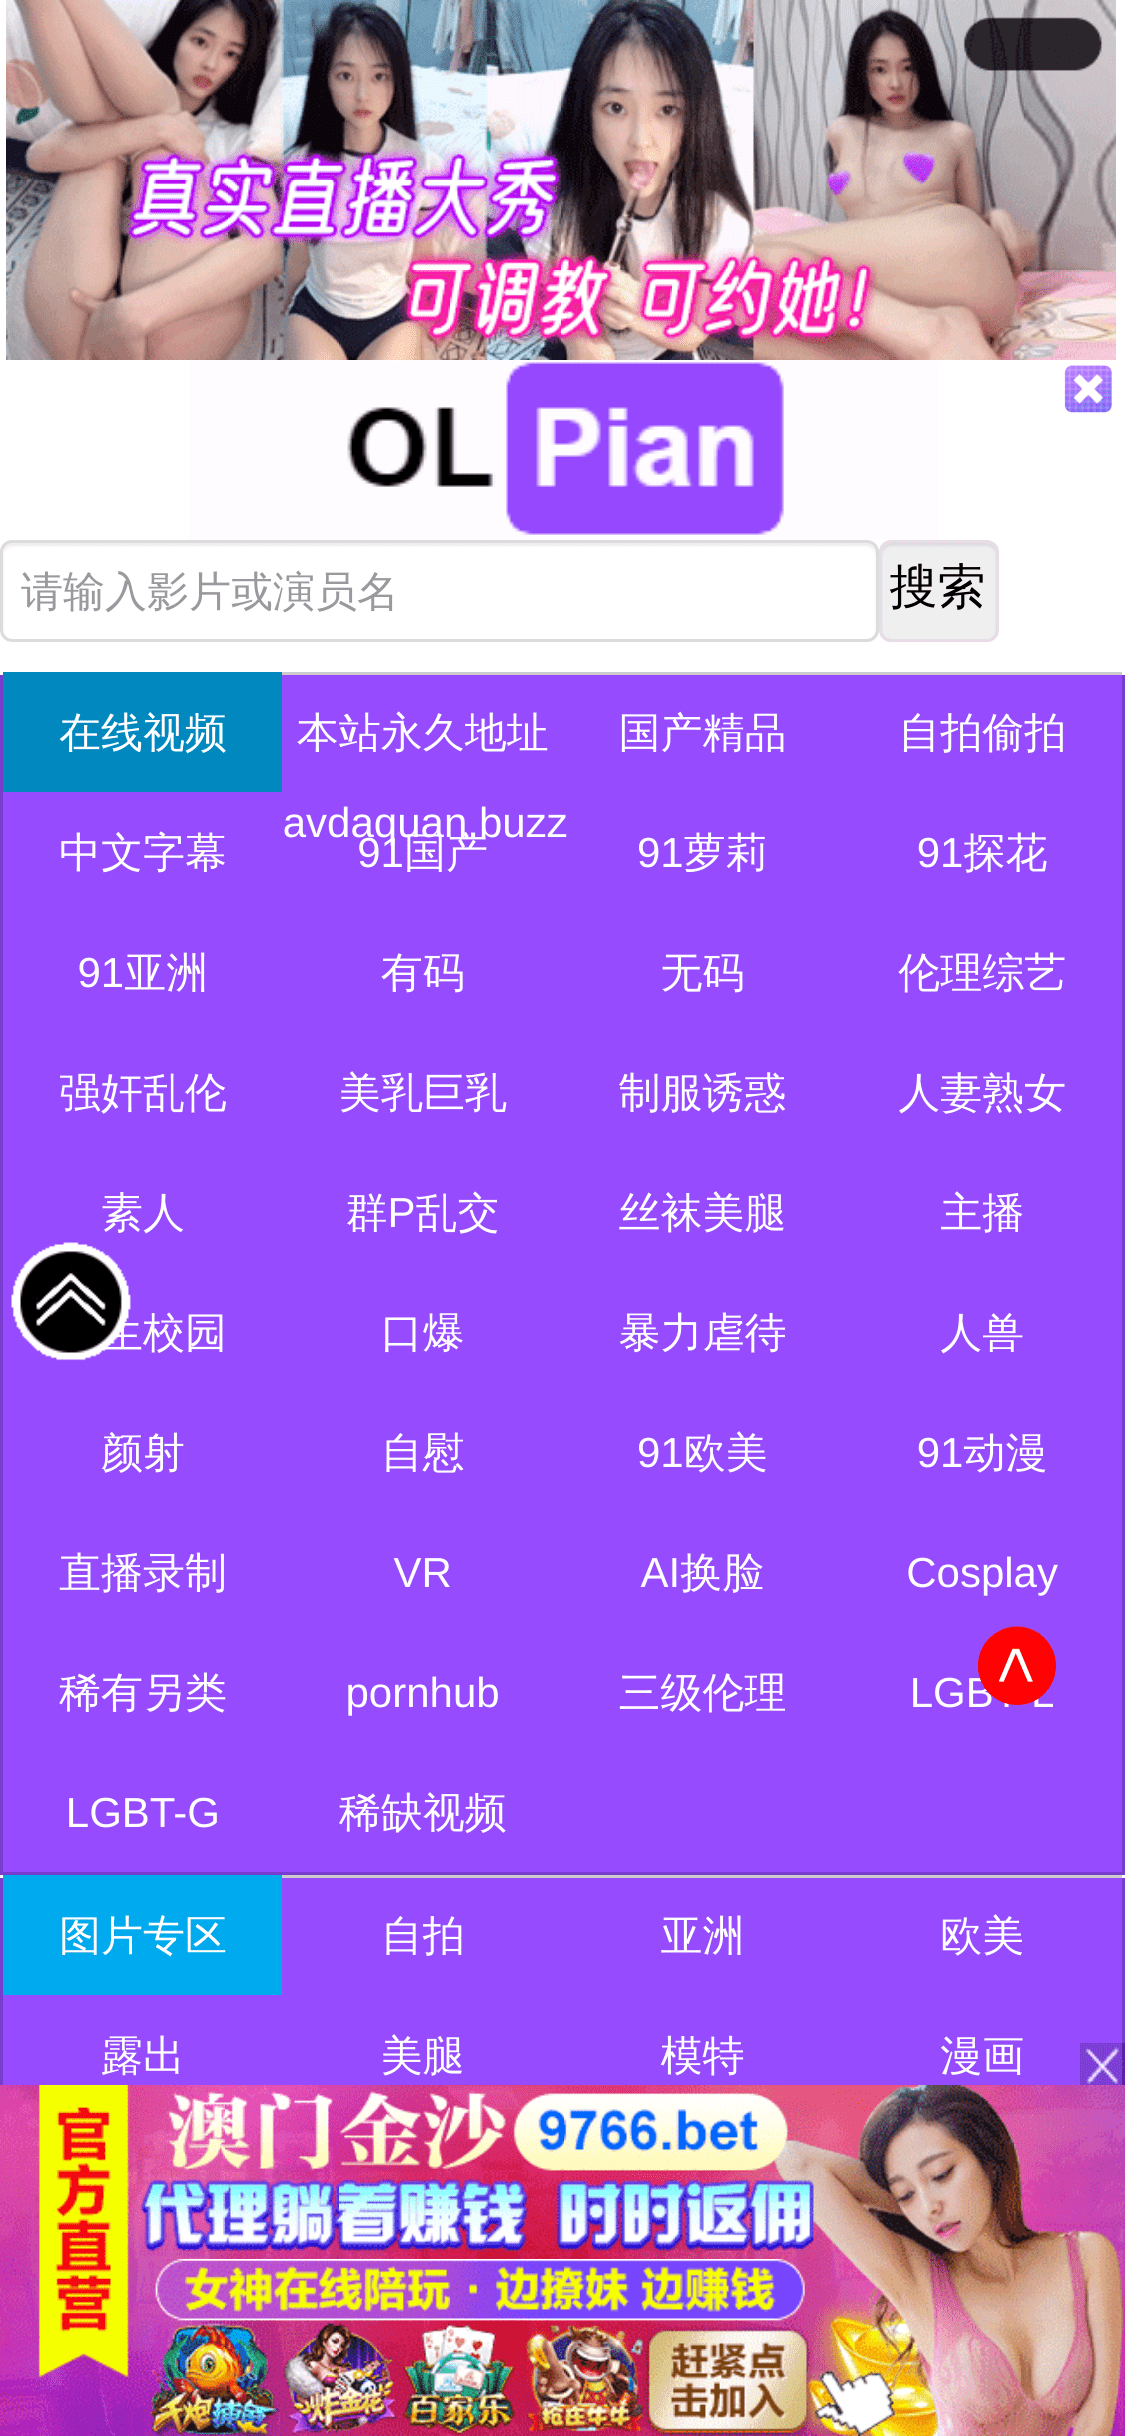 真实直播大秀
可调教 可约她!
OL Pian
请输入影片或演员名 搜索
在线视频 本站永久地址 国产精品 自拍偷拍
avdaquan.buzz
中文字幕 91国产 91萝莉 91探花
91亚洲 有码 无码 伦理综艺
强奸乱伦 美乳巨乳 制服诱惑 人妻熟女
素人 群P乱交 丝袜美腿 主播
校园 口爆 暴力虐待 人兽
颜射 自慰 91欧美 91动漫
直播录制 VR AI换脸 Cosplay
稀有另类 pornhub 三级伦理
LGBT-G 稀缺视频
图片专区 自拍 亚洲 欧美
露出 美腿 模特 漫画
官方直营
澳门金沙 9766.bet
代理躺着赚钱 时时返佣
女神在线陪玩·边撩妹 边赚钱
千炮捕鱼 炸金花 百家乐 抢庄牛牛
赶紧点
击加入